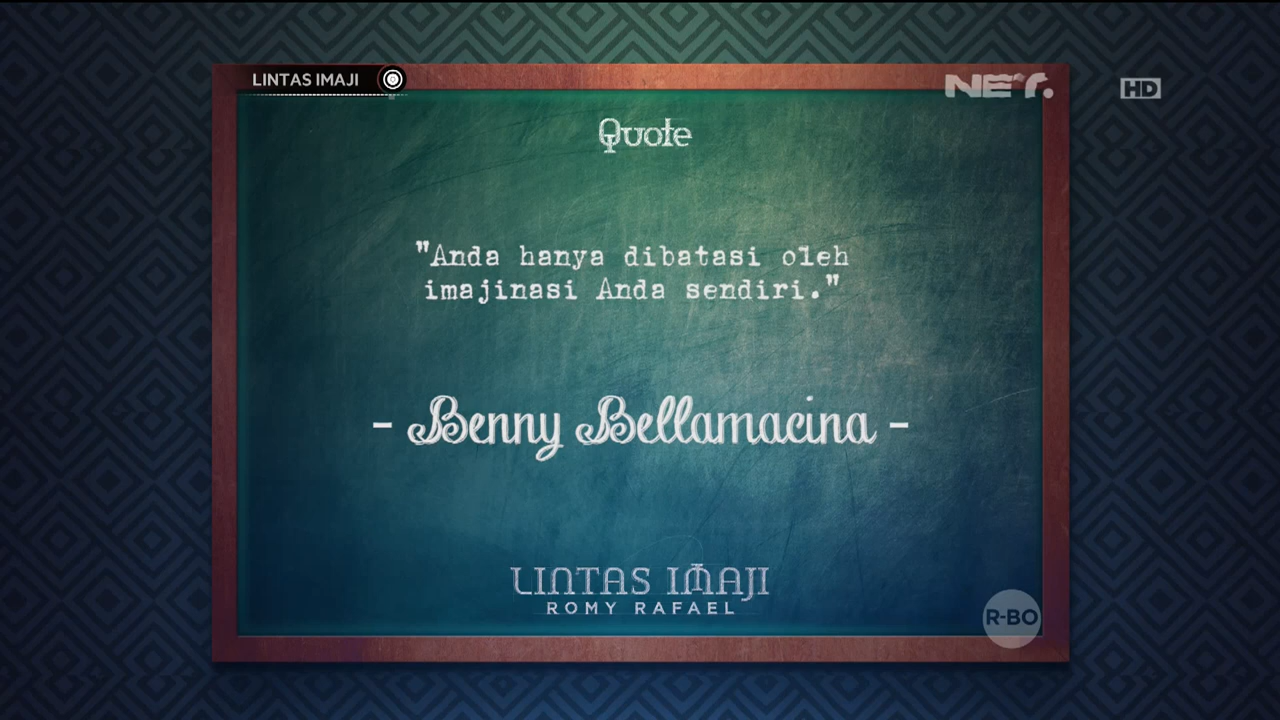 LINTAS IMAJI
NET.
HD
Quote
"Anda hanya dibatasi oleh
imajinasi Anda sendiri."
- Benny Bellamacina -
LINTAS IMAJI
ROMY RAFAEL
R-BO